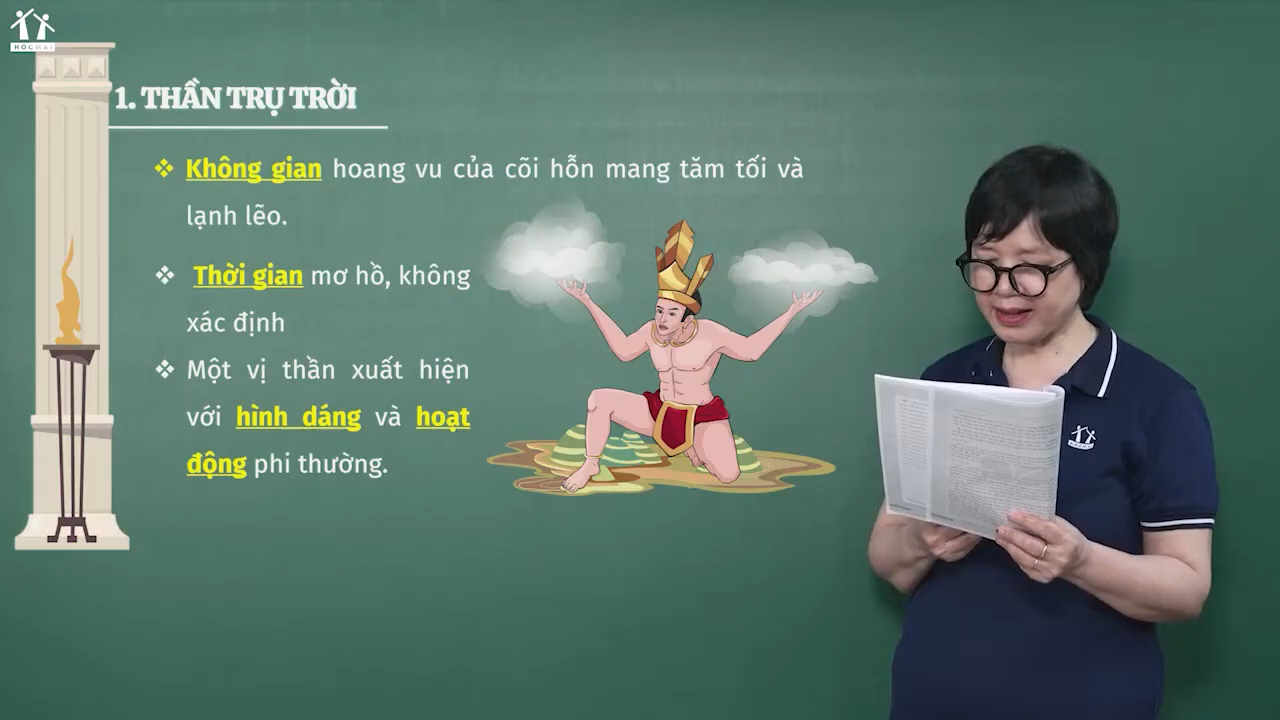 HOCMAI
1. THẦN TRỤ TRỜI
Không gian hoang vu của cõi hỗn mang tăm tối và
lạnh lẽo.
Thời gian mơ hồ, không
xác định
Một vị thần xuất hiện
với hình dáng và hoạt
động phi thường.